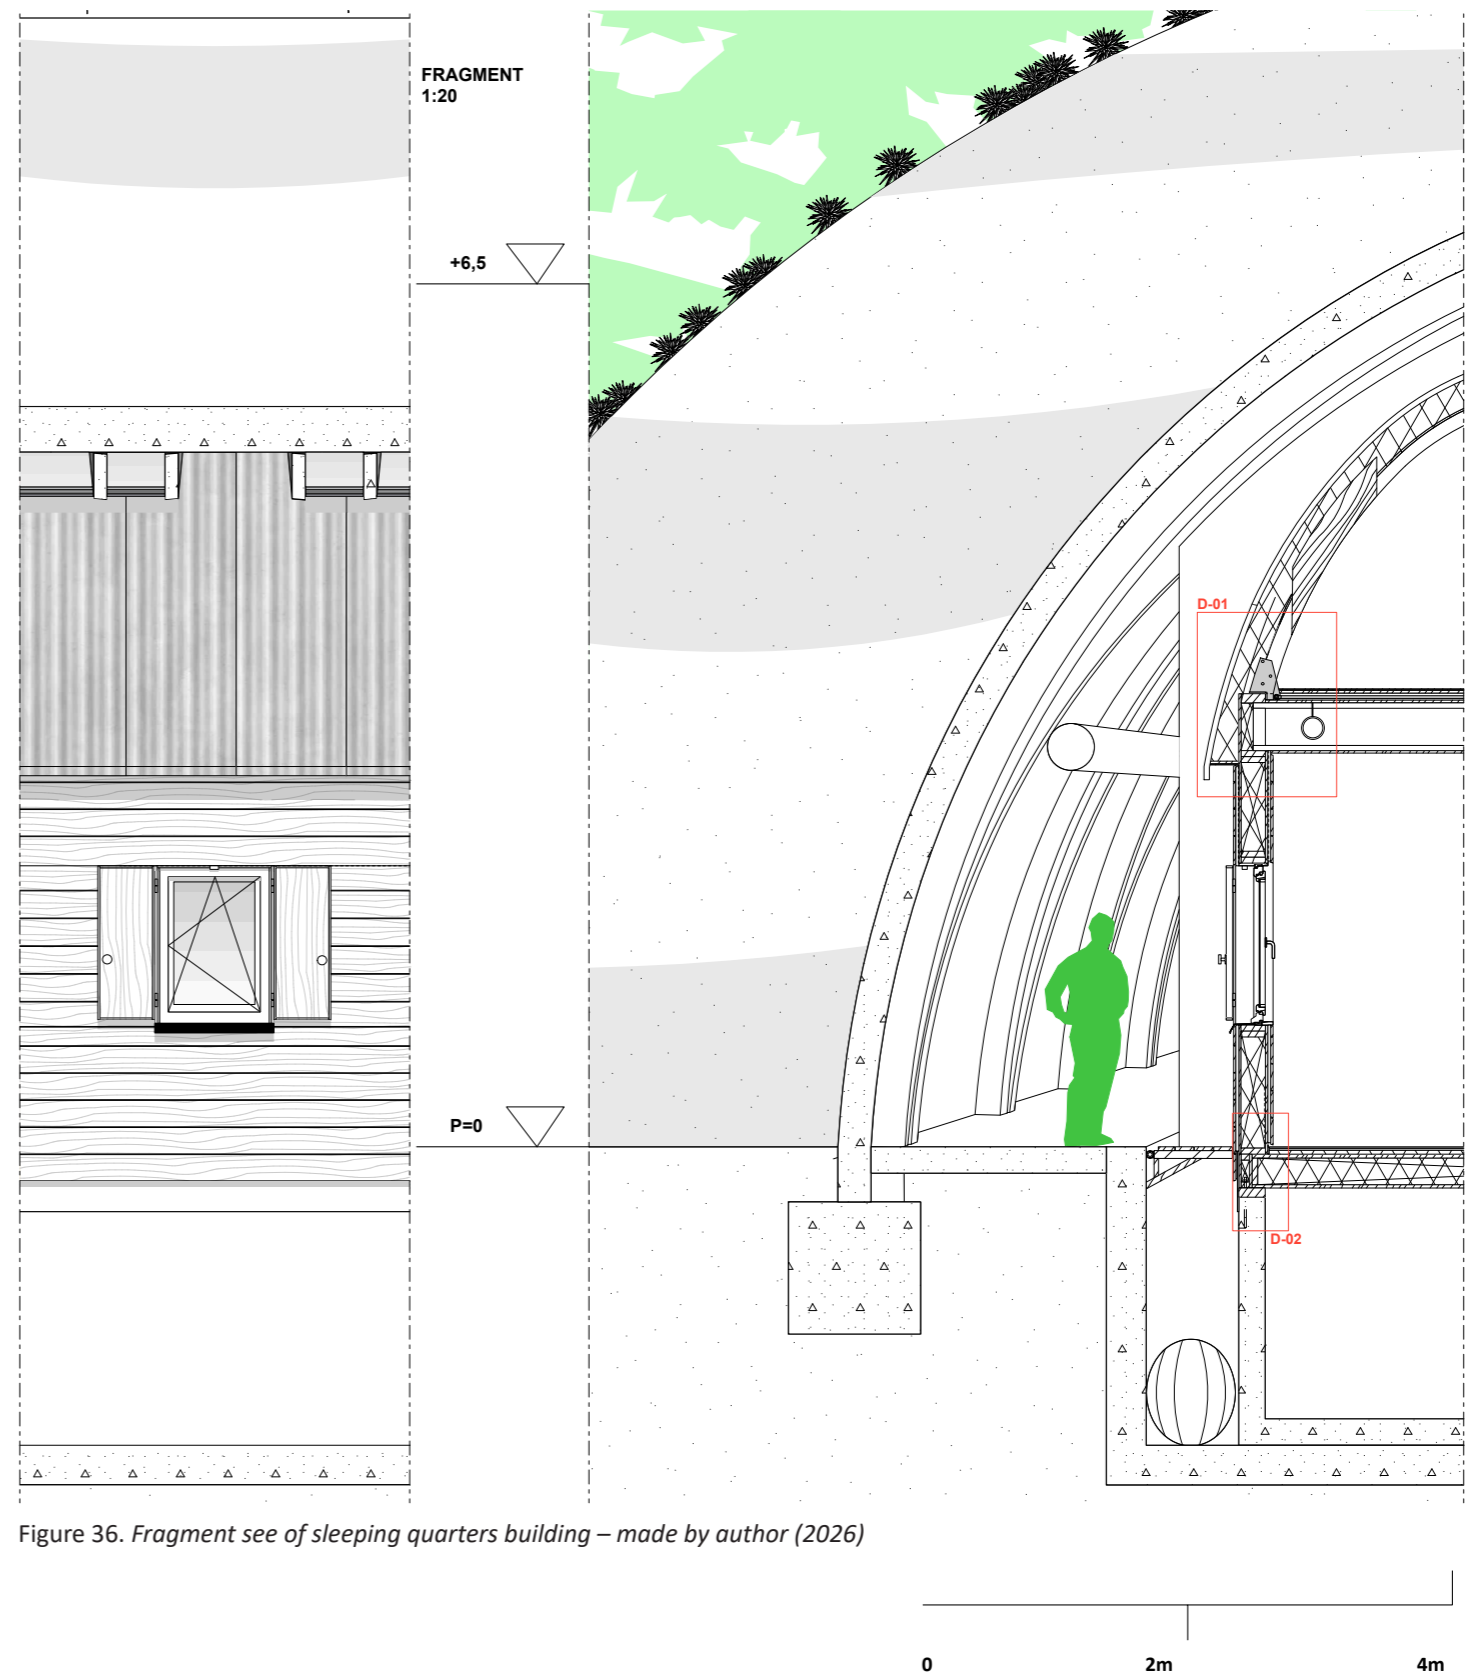 FRAGMENT
1:20
+6,5
D-01
P=0
D-02
Figure 36. Fragment see of sleeping quarters building – made by author (2026)
0 2m 4m